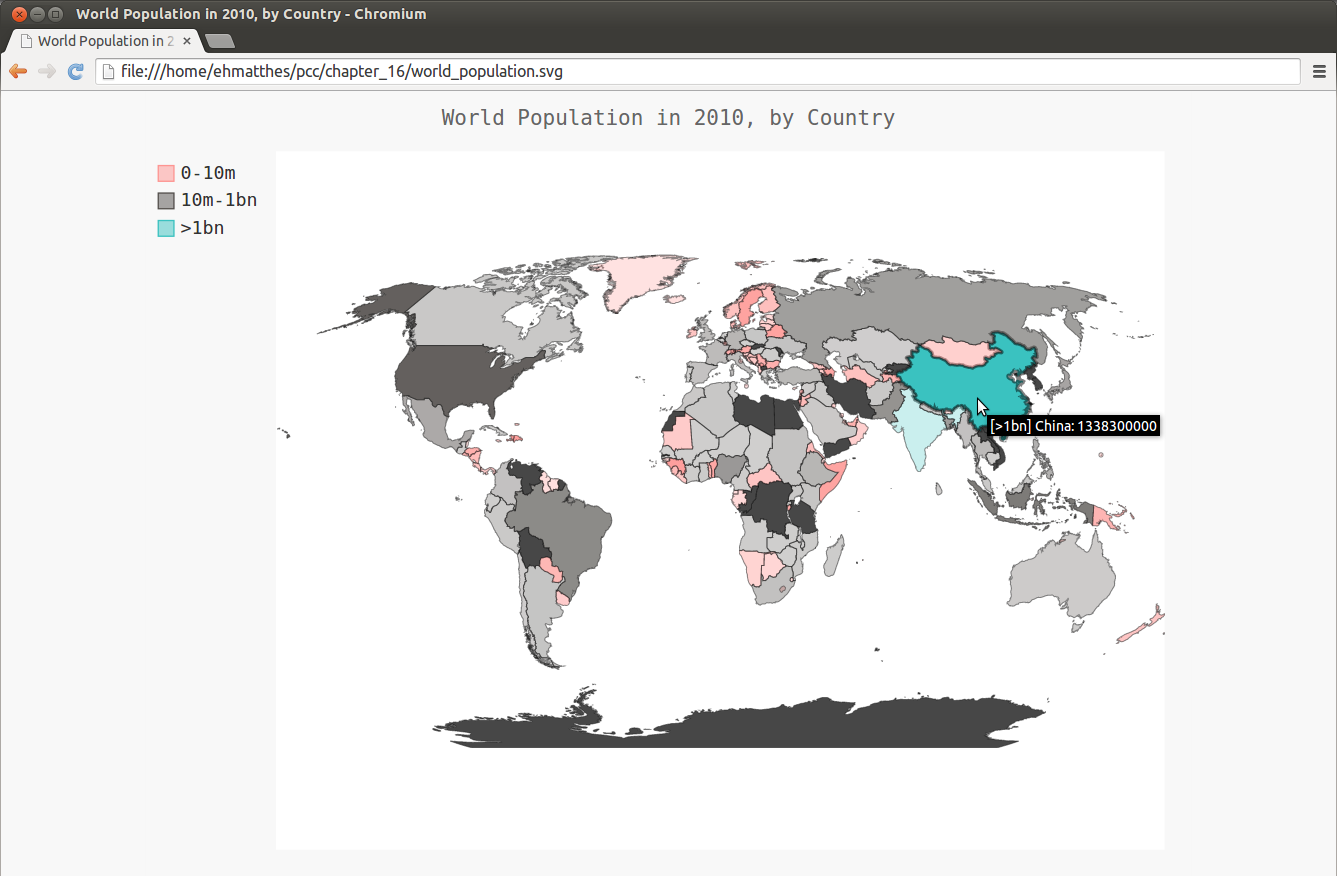 World Population in 2010, by Country - Chromium
World Population in 2
file:///home/ehmatthes/pcc/chapter_16/world_population.svg
World Population in 2010, by Country
0-10m
10m-1bn
>1bn
[>1bn] China: 1338300000